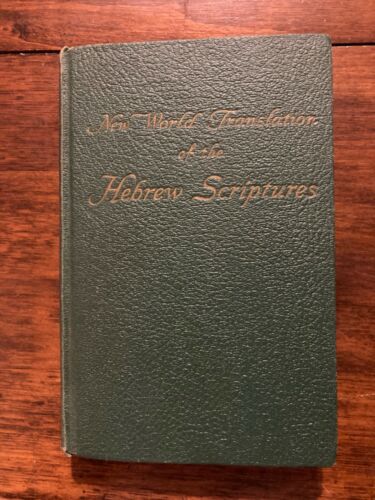 New World Translation
of the
Hebrew Scriptures